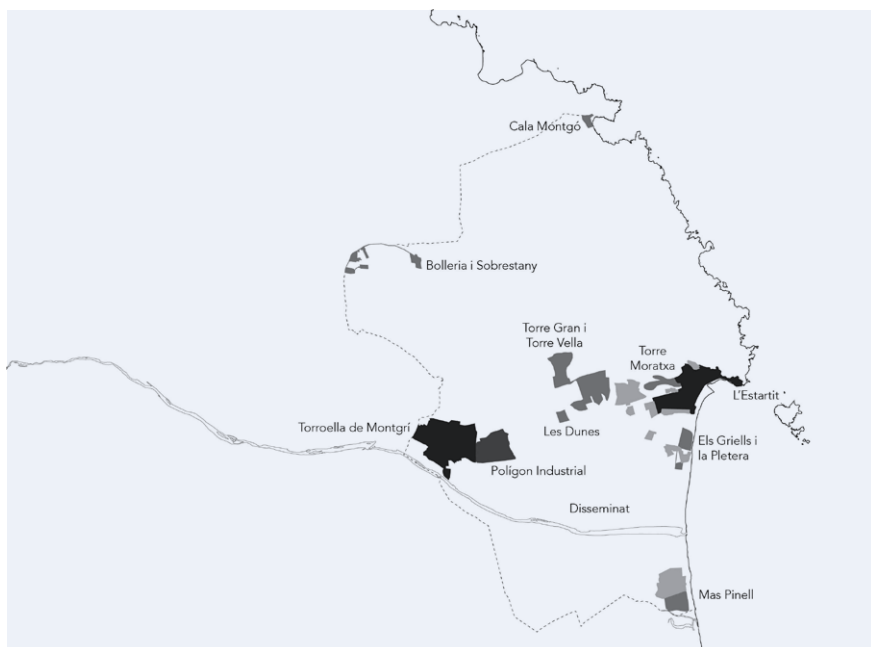 Cala Montgó
Bolleria i Sobrestany
Torre Gran i
Torre Vella
Torre
Moratxa
L'Estartit
Torroella de Montgrí
Les Dunes
Els Griells i
la Pletera
Polígon Industrial
Disseminat
Mas Pinell